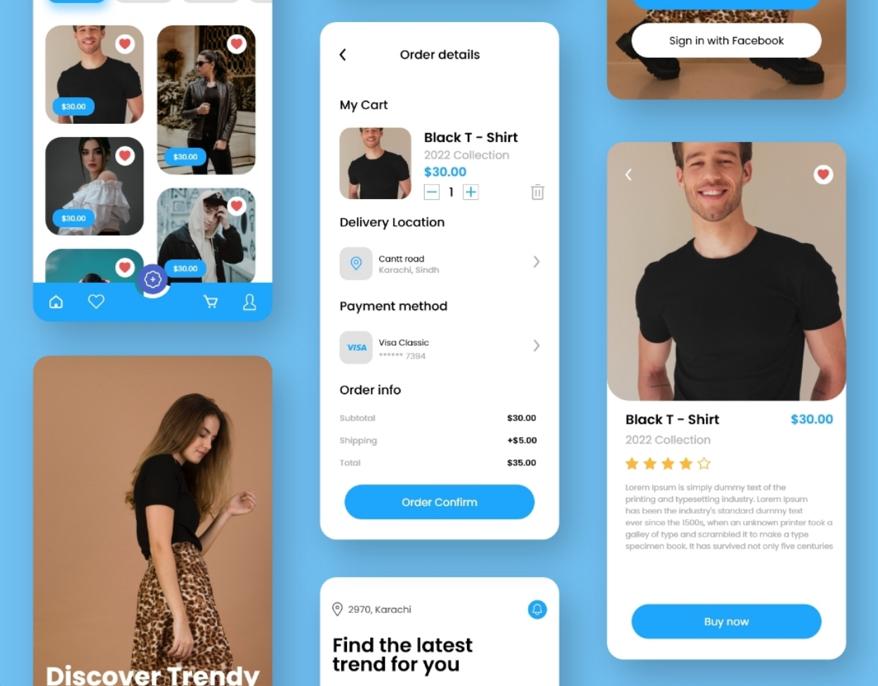 $30.00
$30.00
$30.00
$30.00
Discover Trendy
Order details
My Cart
Black T - Shirt
2022 Collection
$30.00
1
Delivery Location
Cantt road
Karachi, Sindh
Payment method
VISA
Visa Classic
****** 7394
Order info
Subtotal
$30.00
Shipping
+$5.00
Total
$35.00
Order Confirm
2970, Karachi
Find the latest
trend for you
Sign in with Facebook
Black T - Shirt
$30.00
2022 Collection
Lorem Ipsum is simply dummy text of the
printing and typesetting industry. Lorem Ipsum
has been the industry's standard dummy text
ever since the 1500s, when an unknown printer took a
galley of type and scrambled it to make a type
specimen book. It has survived not only five centuries
Buy now